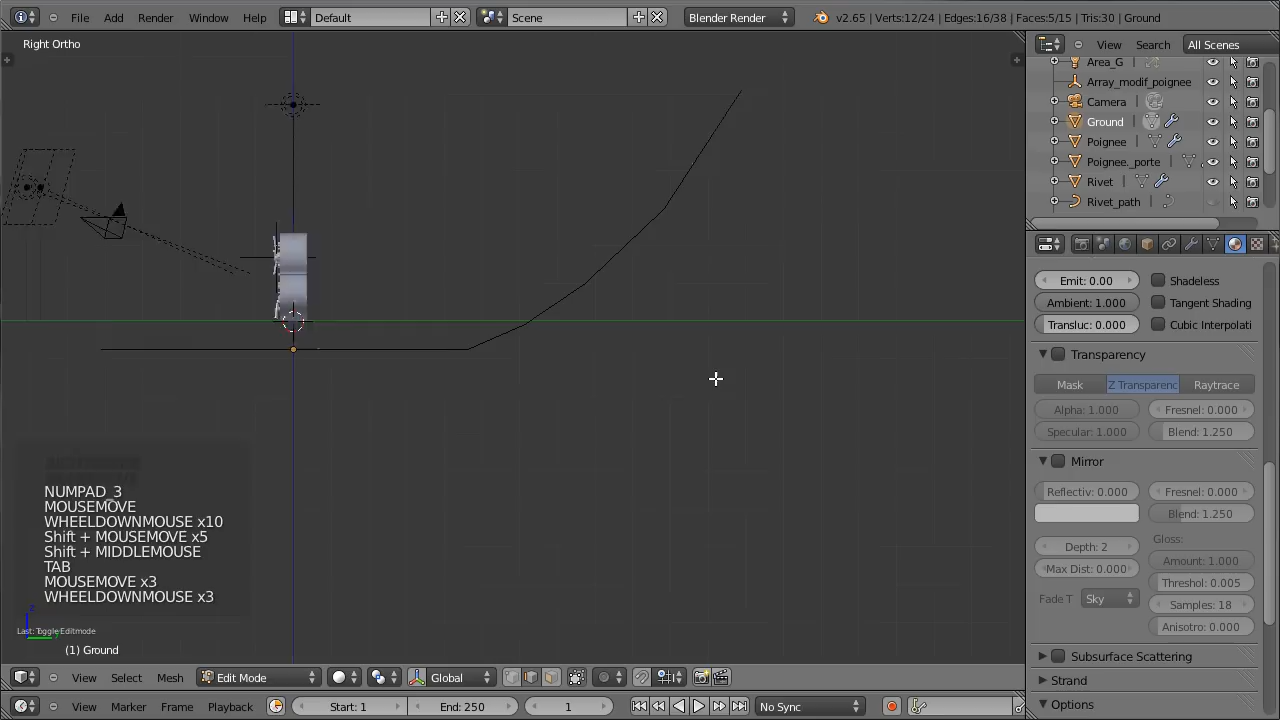 File Add Render Window Help Default Scene Blender Render v2.65 | Verts:12/24 | Edges:16/38 | Faces:5/15 | Tris:30 | Ground
Right Ortho
View Search All Scenes
Area_G
Array_modif_poignee
Camera
Ground
Poignee
Poignee._porte
Rivet
Rivet_path
Emit: 0.00 Shadeless
Ambient: 1.000 Tangent Shading
Transluc: 0.000 Cubic Interpolati
Transparency
Mask Z Transparenc Raytrace
Alpha: 1.000 Fresnel: 0.000
Specular: 1.000 Blend: 1.250
Mirror
Reflectiv: 0.000 Fresnel: 0.000
Blend: 1.250
Gloss:
Depth: 2 Amount: 1.000
Max Dist: 0.000 Threshol: 0.005
Fade T Sky Samples: 18
Anisotro: 0.000
Subsurface Scattering
Strand
Options
NUMPAD_3
MOUSEMOVE
WHEELDOWNMOUSE x10
Shift + MOUSEMOVE x5
Shift + MIDDLEMOUSE
TAB
MOUSEMOVE x3
WHEELDOWNMOUSE x3
z
Last: Toggle Editmode
(1) Ground
View Select Mesh Edit Mode Global
View Marker Frame Playback Start: 1 End: 250 1 No Sync